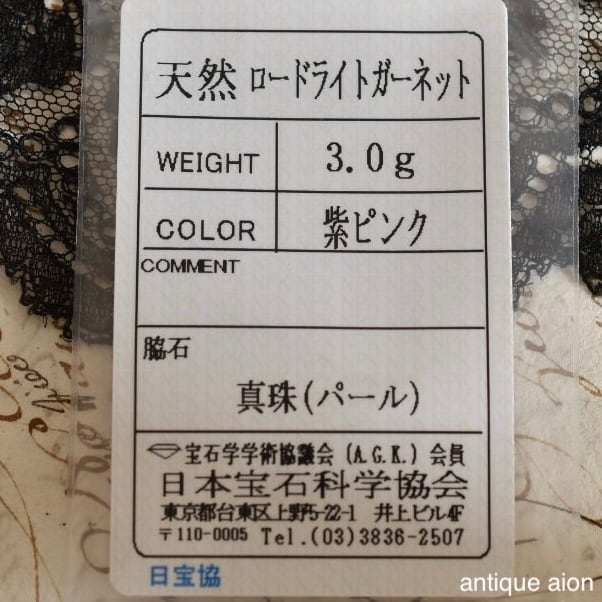 天然 ロードライトガーネット
WEIGHT 3.0g
COLOR 紫ピンク
COMMENT
脇石
真珠(パール)
宝石学学術協議会(A.G.K.)会員
日本宝石科学協会
東京都台東区上野5-22-1 井上ビル4F
〒110-0005 Tel.(03)3836-2507
日宝協
antique aion